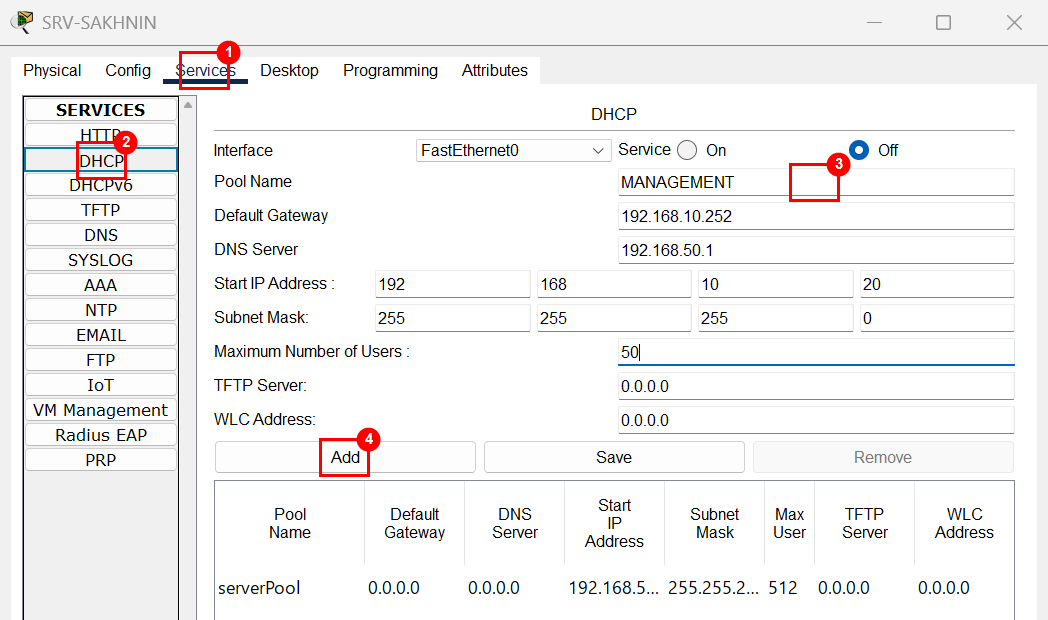 SRV-SAKHNIN
Physical Config Services Desktop Programming Attributes
1
SERVICES
HTTP
2
DHCP
DHCPv6
TFTP
DNS
SYSLOG
AAA
NTP
EMAIL
FTP
IoT
VM Management
Radius EAP
PRP
DHCP
Interface FastEthernet0 Service On Off
3
Pool Name MANAGEMENT
Default Gateway 192.168.10.252
DNS Server 192.168.50.1
Start IP Address : 192 168 10 20
Subnet Mask: 255 255 255 0
Maximum Number of Users : 50
TFTP Server: 0.0.0.0
WLC Address: 0.0.0.0
4
Add Save Remove
Pool Name Default Gateway DNS Server Start IP Address Subnet Mask Max User TFTP Server WLC Address
serverPool 0.0.0.0 0.0.0.0 192.168.5... 255.255.2... 512 0.0.0.0 0.0.0.0